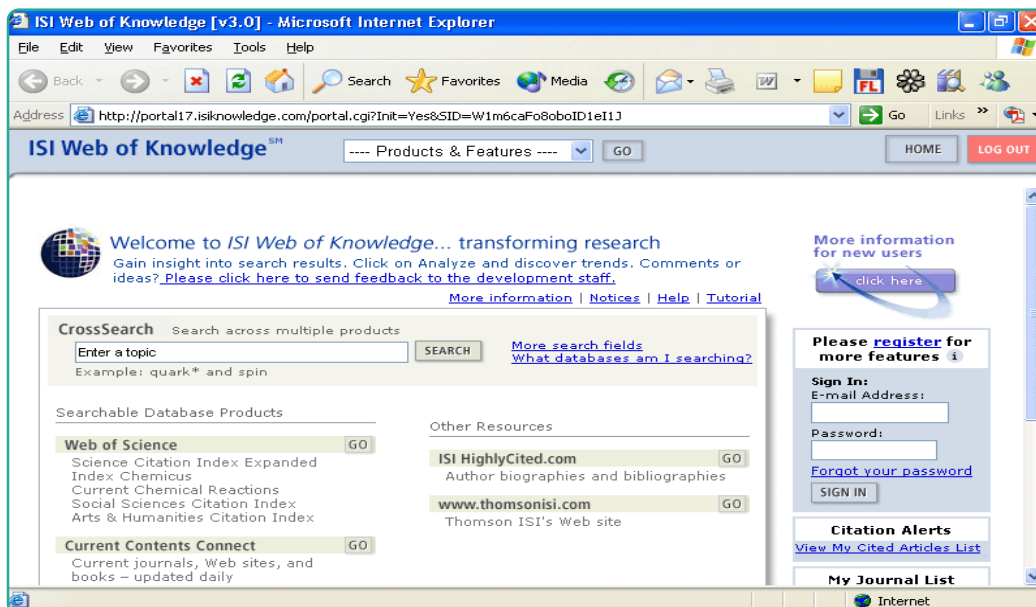 ISI Web of Knowledge [v3.0] - Microsoft Internet Explorer
File Edit View Favorites Tools Help
Back Search Favorites Media
Address http://portal17.isiknowledge.com/portal.cgi?Init=Yes&SID=W1m6caFo8oboID1eI1J Go Links »
ISI Web of Knowledge SM ---- Products & Features ---- GO HOME LOG OUT
Welcome to ISI Web of Knowledge... transforming research
Gain insight into search results. Click on Analyze and discover trends. Comments or
ideas? Please click here to send feedback to the development staff.
More information | Notices | Help | Tutorial
More information
for new users
click here
CrossSearch Search across multiple products
Enter a topic SEARCH
Example: quark* and spin
More search fields
What databases am I searching?
Searchable Database Products
Web of Science GO
Science Citation Index Expanded
Index Chemicus
Current Chemical Reactions
Social Sciences Citation Index
Arts & Humanities Citation Index
Current Contents Connect GO
Current journals, Web sites, and
books – updated daily
Other Resources
ISI HighlyCited.com GO
Author biographies and bibliographies
www.thomsonisi.com GO
Thomson ISI's Web site
Please register for
more features i
Sign In:
E-mail Address:
Password:
Forgot your password
SIGN IN
Citation Alerts
View My Cited Articles List
My Journal List
Internet